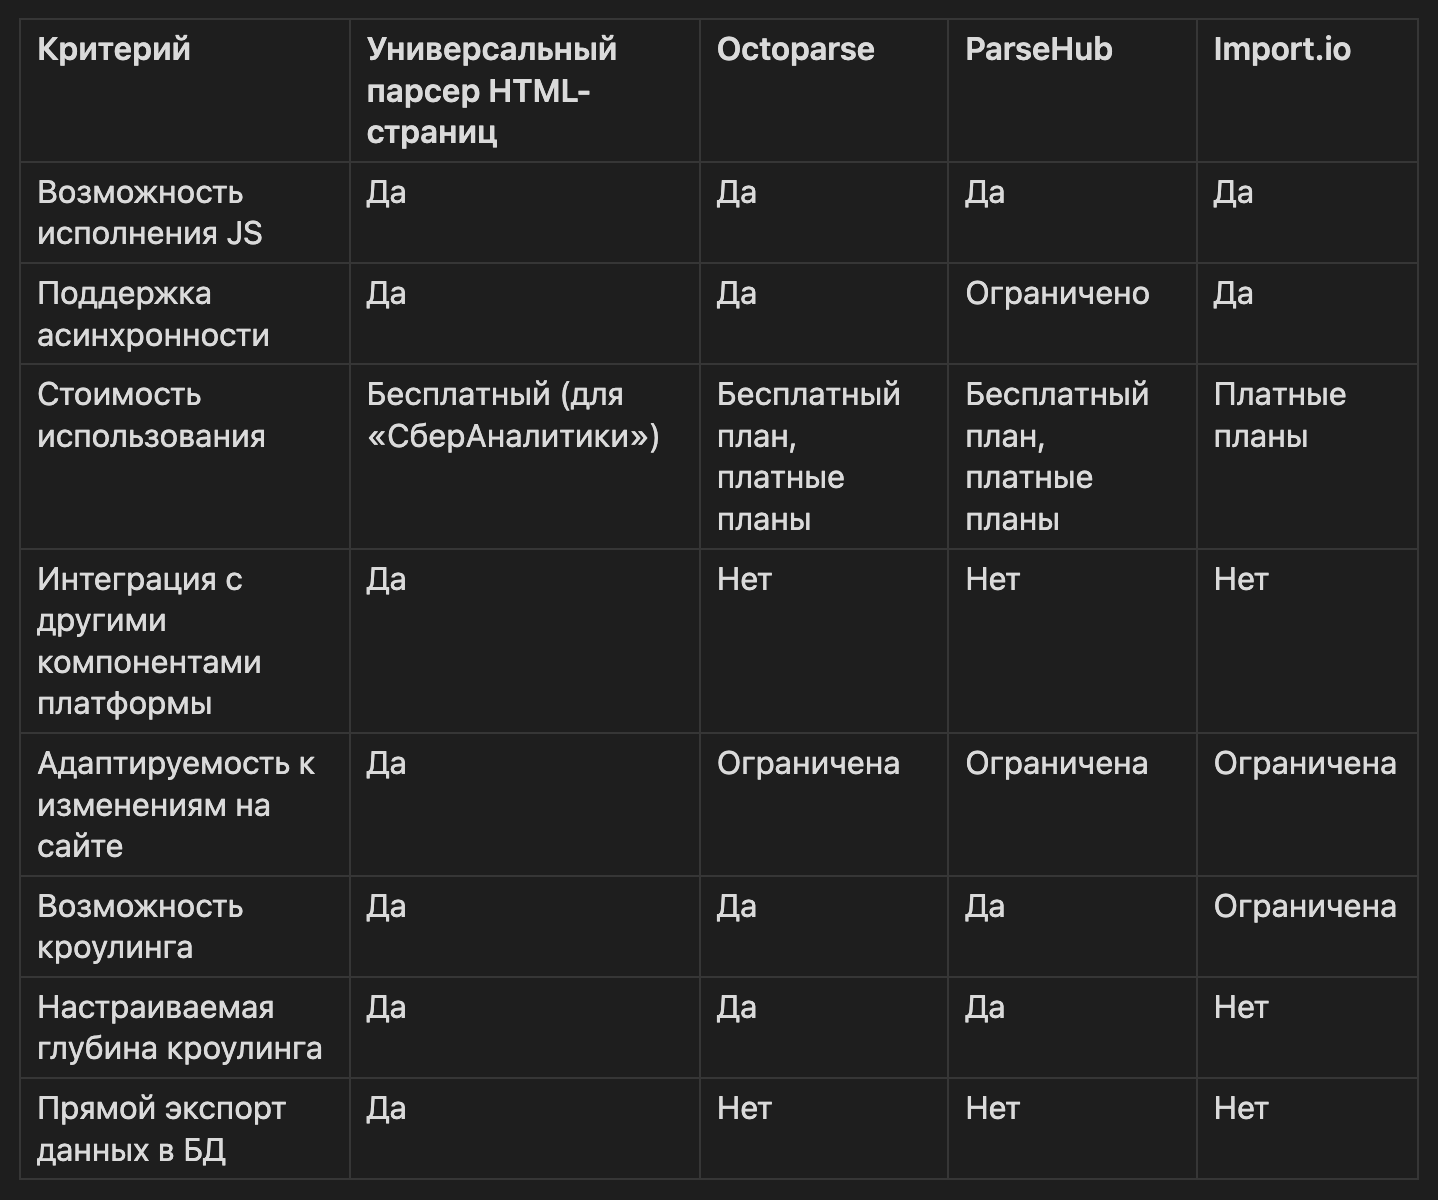 Критерий
Универсальный
парсер HTML-
страниц
Octoparse
ParseHub
Import.io
Возможность
исполнения JS
Да
Да
Да
Да
Поддержка
асинхронности
Да
Да
Ограничено
Да
Стоимость
использования
Бесплатный (для
«СберАналитики»)
Бесплатный
план,
платные
планы
Бесплатный
план,
платные
планы
Платные
планы
Интеграция с
другими
компонентами
платформы
Да
Нет
Нет
Нет
Адаптируемость к
изменениям на
сайте
Да
Ограничена
Ограничена
Ограничена
Возможность
кроулинга
Да
Да
Да
Ограничена
Настраиваемая
глубина кроулинга
Да
Да
Да
Нет
Прямой экспорт
данных в БД
Да
Нет
Нет
Нет